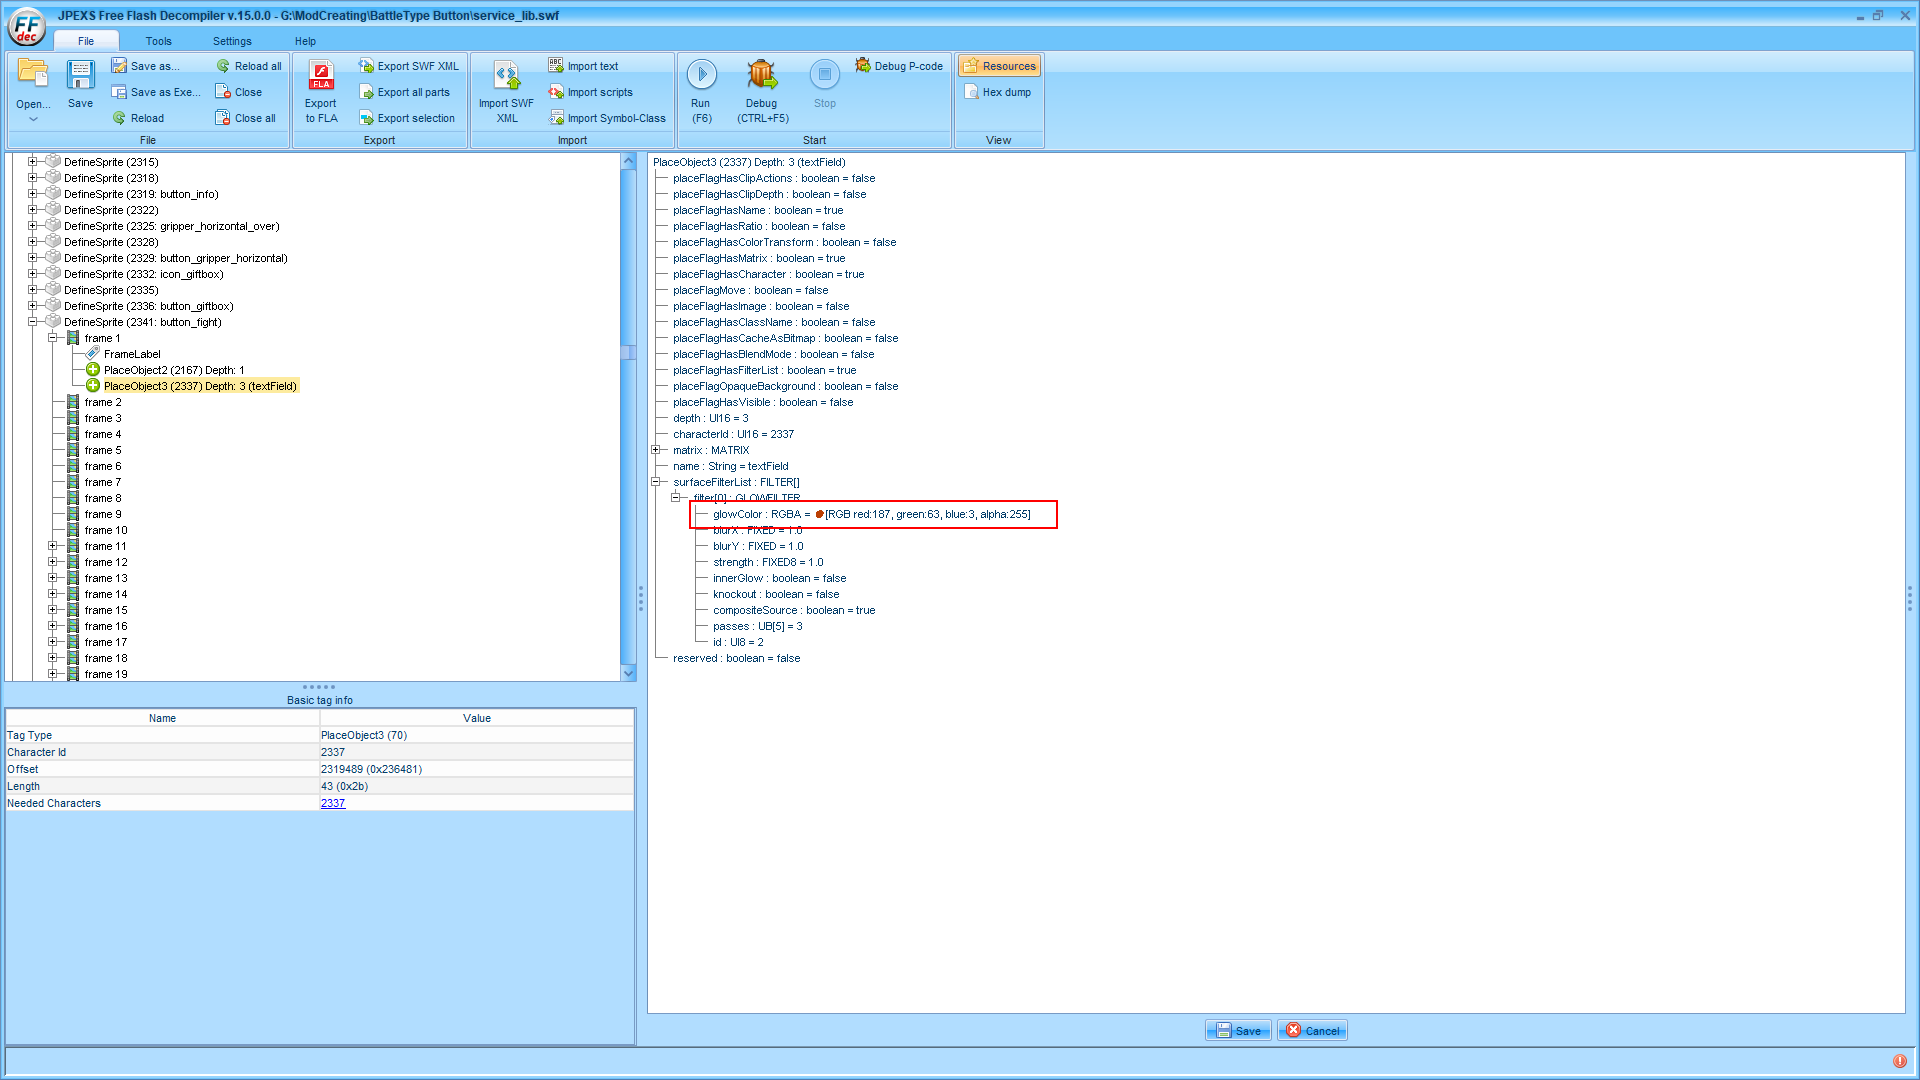 JPEXS Free Flash Decompiler v.15.0.0 - G:\ModCreating\BattleType Button\service_lib.swf
FF
dec
File Tools Settings Help
Open...
Save
Save as...
Save as Exe...
Reload
Reload all
Close
Close all
File
FLA
Export
to FLA
Export SWF XML
Export all parts
Export selection
Export
Import SWF
XML
Import text
Import scripts
Import Symbol-Class
Import
Run
(F6)
Debug
(CTRL+F5)
Stop
Debug P-code
Start
Resources
Hex dump
View
DefineSprite (2315)
DefineSprite (2318)
DefineSprite (2319: button_info)
DefineSprite (2322)
DefineSprite (2325: gripper_horizontal_over)
DefineSprite (2328)
DefineSprite (2329: button_gripper_horizontal)
DefineSprite (2332: icon_giftbox)
DefineSprite (2335)
DefineSprite (2336: button_giftbox)
DefineSprite (2341: button_fight)
frame 1
FrameLabel
PlaceObject2 (2167) Depth: 1
PlaceObject3 (2337) Depth: 3 (textField)
frame 2
frame 3
frame 4
frame 5
frame 6
frame 7
frame 8
frame 9
frame 10
frame 11
frame 12
frame 13
frame 14
frame 15
frame 16
frame 17
frame 18
frame 19
Basic tag info
Name Value
Tag Type PlaceObject3 (70)
Character Id 2337
Offset 2319489 (0x236481)
Length 43 (0x2b)
Needed Characters 2337
PlaceObject3 (2337) Depth: 3 (textField)
placeFlagHasClipActions : boolean = false
placeFlagHasClipDepth : boolean = false
placeFlagHasName : boolean = true
placeFlagHasRatio : boolean = false
placeFlagHasColorTransform : boolean = false
placeFlagHasMatrix : boolean = true
placeFlagHasCharacter : boolean = true
placeFlagMove : boolean = false
placeFlagHasImage : boolean = false
placeFlagHasClassName : boolean = false
placeFlagHasCacheAsBitmap : boolean = false
placeFlagHasBlendMode : boolean = false
placeFlagHasFilterList : boolean = true
placeFlagOpaqueBackground : boolean = false
placeFlagHasVisible : boolean = false
depth : UI16 = 3
characterId : UI16 = 2337
matrix : MATRIX
name : String = textField
surfaceFilterList : FILTER[]
filter[0] : GLOWFILTER
glowColor : RGBA = [RGB red:187, green:63, blue:3, alpha:255]
blurX : FIXED = 1.0
blurY : FIXED = 1.0
strength : FIXED8 = 1.0
innerGlow : boolean = false
knockout : boolean = false
compositeSource : boolean = true
passes : UB[5] = 3
id : UI8 = 2
reserved : boolean = false
Save Cancel